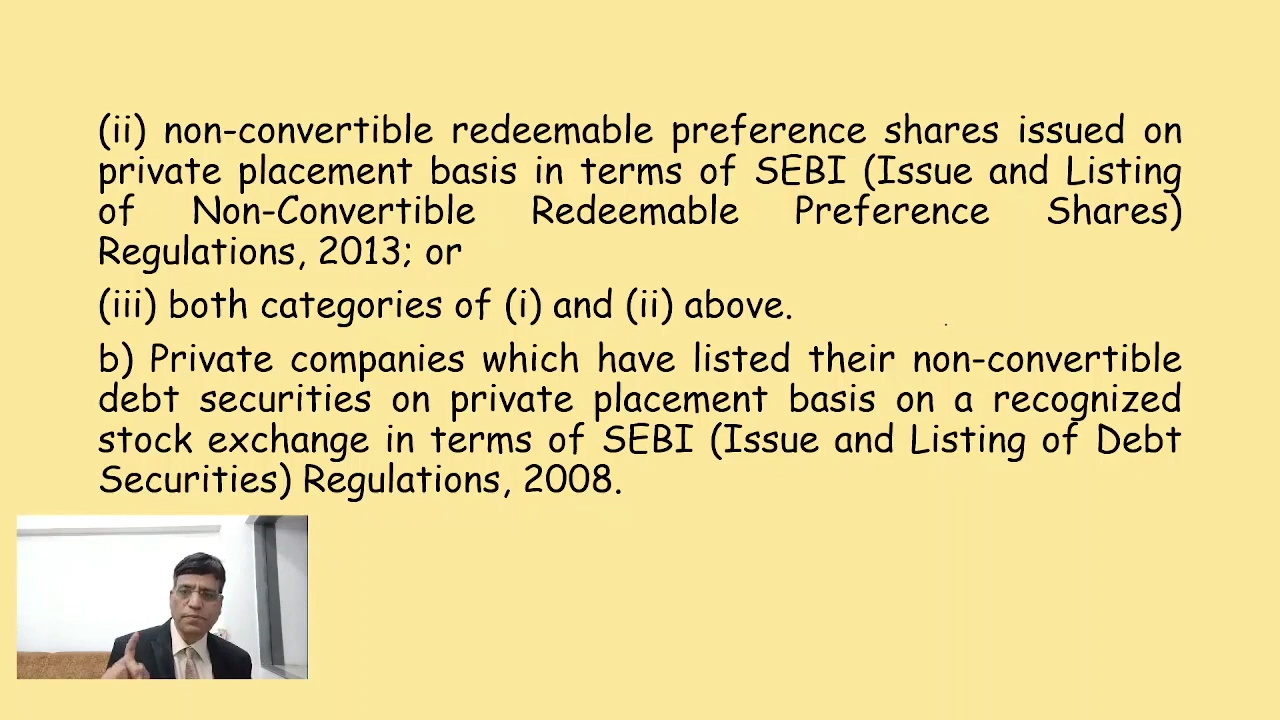 (ii) non-convertible redeemable preference shares issued on
private placement basis in terms of SEBI (Issue and Listing
of Non-Convertible Redeemable Preference Shares)
Regulations, 2013; or
(iii) both categories of (i) and (ii) above.
b) Private companies which have listed their non-convertible
debt securities on private placement basis on a recognized
stock exchange in terms of SEBI (Issue and Listing of Debt
Securities) Regulations, 2008.